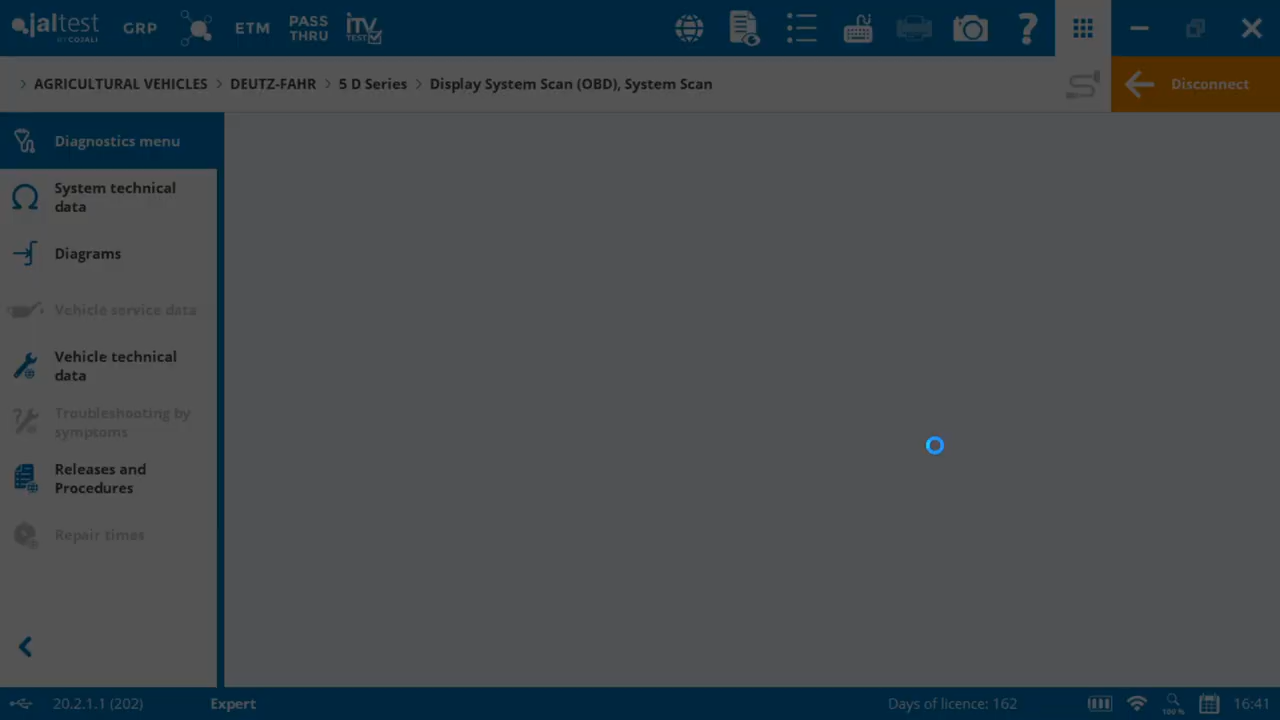 jaltest
BY COJALI
GRP
ETM
PASS
THRU
iTV
TEST
?
> AGRICULTURAL VEHICLES > DEUTZ-FAHR > 5 D Series > Display System Scan (OBD), System Scan
Disconnect
Diagnostics menu
System technical
data
Diagrams
Vehicle service data
Vehicle technical
data
Troubleshooting by
symptoms
Releases and
Procedures
Repair times
20.2.1.1 (202)
Expert
Days of licence: 162
100 %
16:41